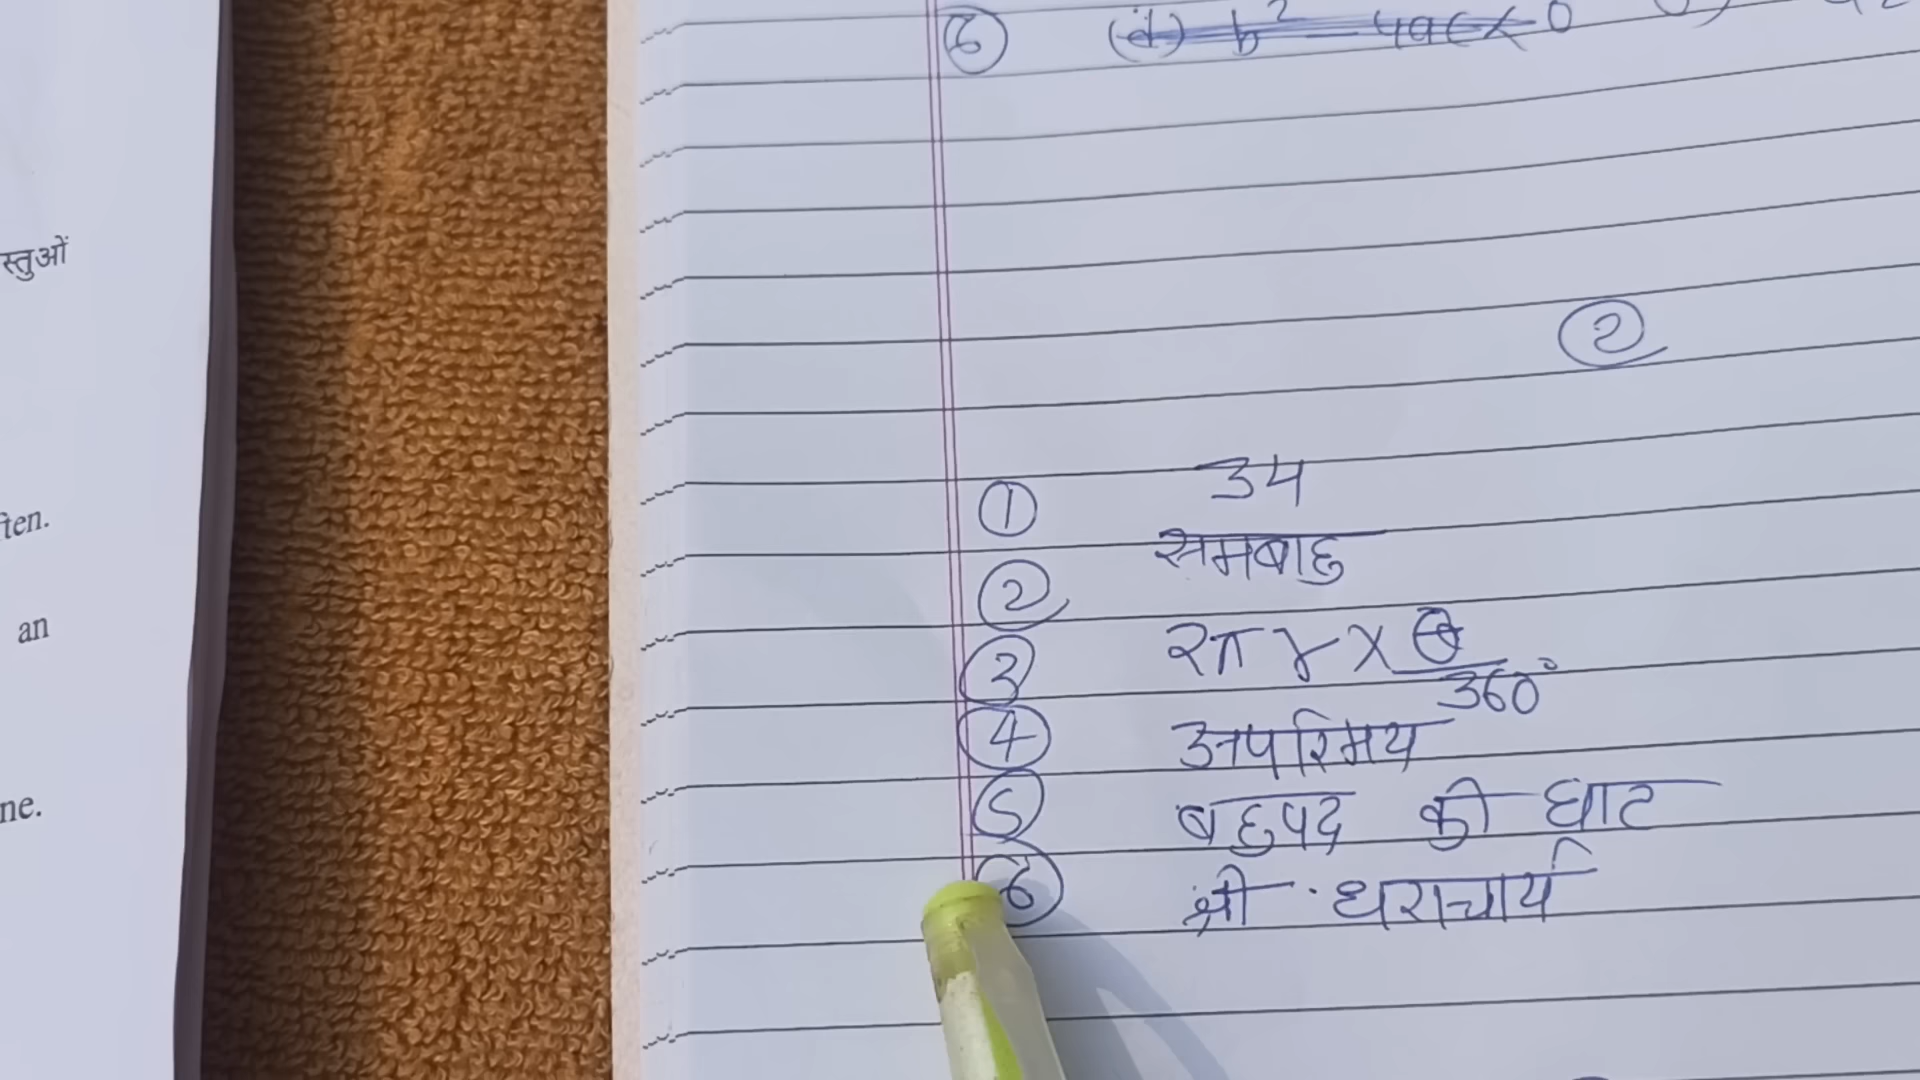 स्तुओं
an
ne.
⑥ (d) b² - 4ac < 0
②
① 34
② समबाहु
③ 2πr × θ/360°
④ अपरिमेय
⑤ बहुपद की घाट
⑥ श्री धराचार्य